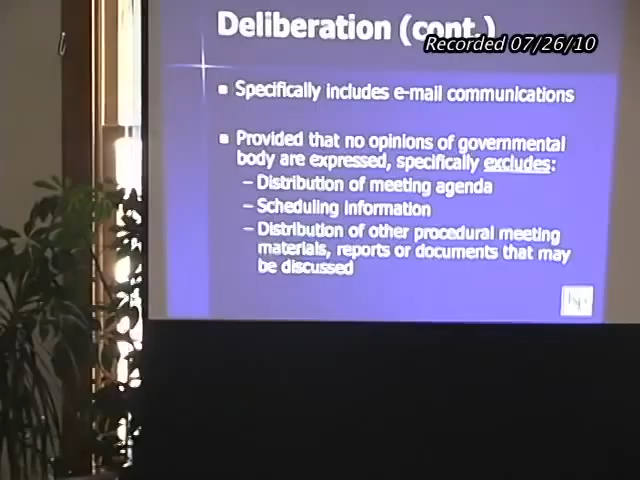 Deliberation (cont.)
Recorded 07/26/10
Specifically includes e-mail communications
Provided that no opinions of governmental
body are expressed, specifically excludes:
– Distribution of meeting agenda
– Scheduling information
– Distribution of other procedural meeting
materials, reports or documents that may
be discussed